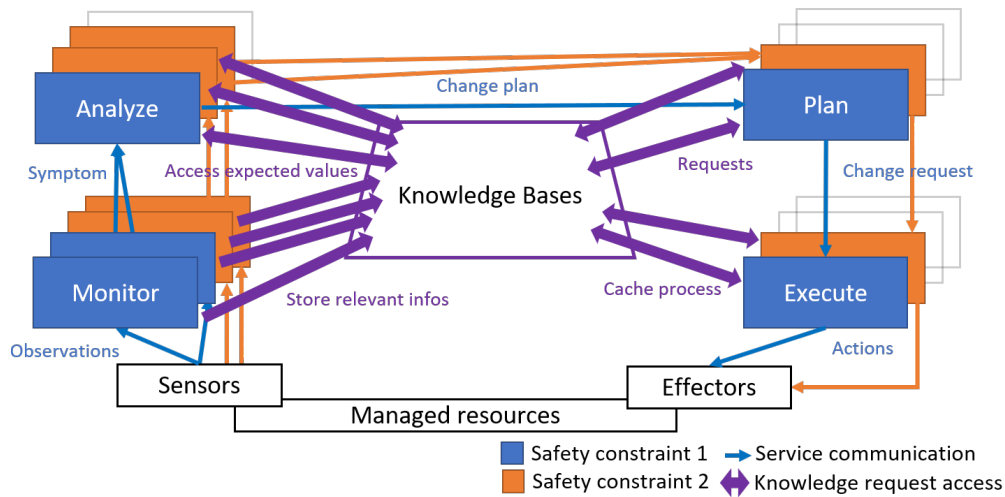 Analyze
Change plan
Plan
Symptom
Access expected values
Requests
Change request
Knowledge Bases
Monitor
Store relevant infos
Cache process
Execute
Observations
Actions
Sensors
Effectors
Managed resources
Safety constraint 1
Service communication
Safety constraint 2
Knowledge request access